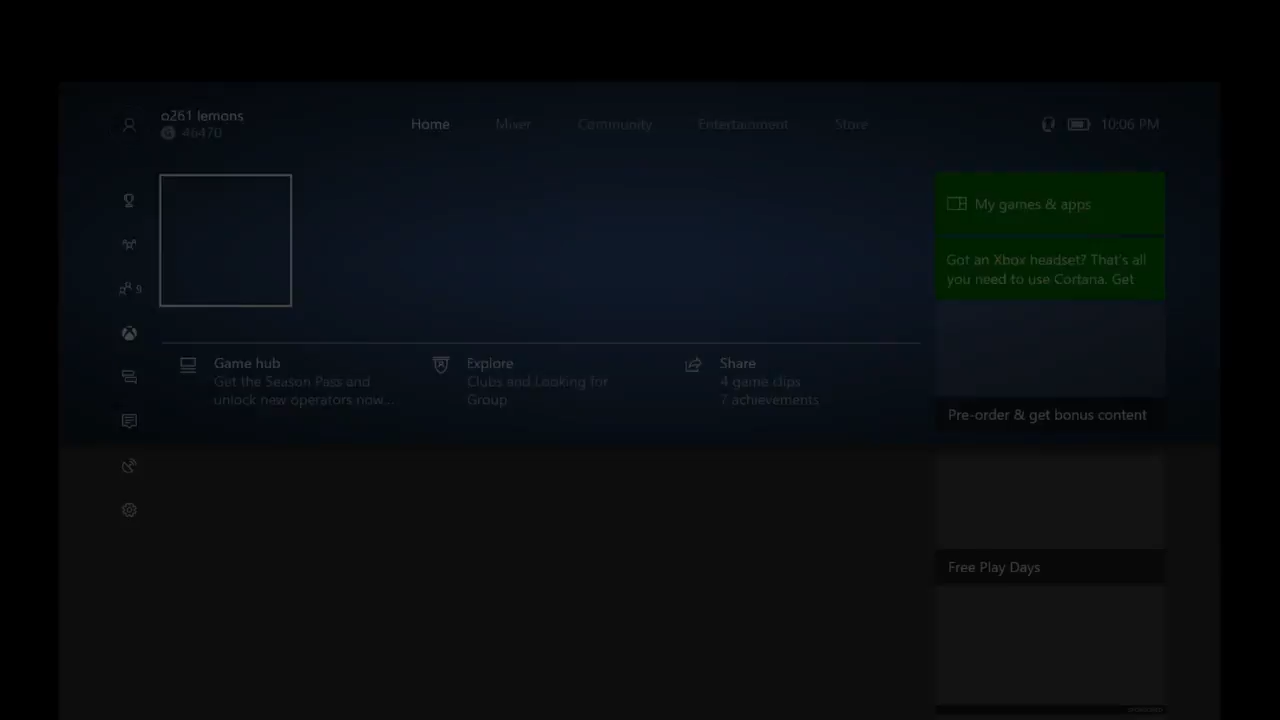 o261 lemons
G 46470
Home Mixer Community Entertainment Store
10:06 PM
My games & apps
Got an Xbox headset? That's all
you need to use Cortana. Get
9
Game hub
Get the Season Pass and
unlock new operators now...
Explore
Clubs and Looking for
Group
Share
4 game clips
7 achievements
Pre-order & get bonus content
Free Play Days